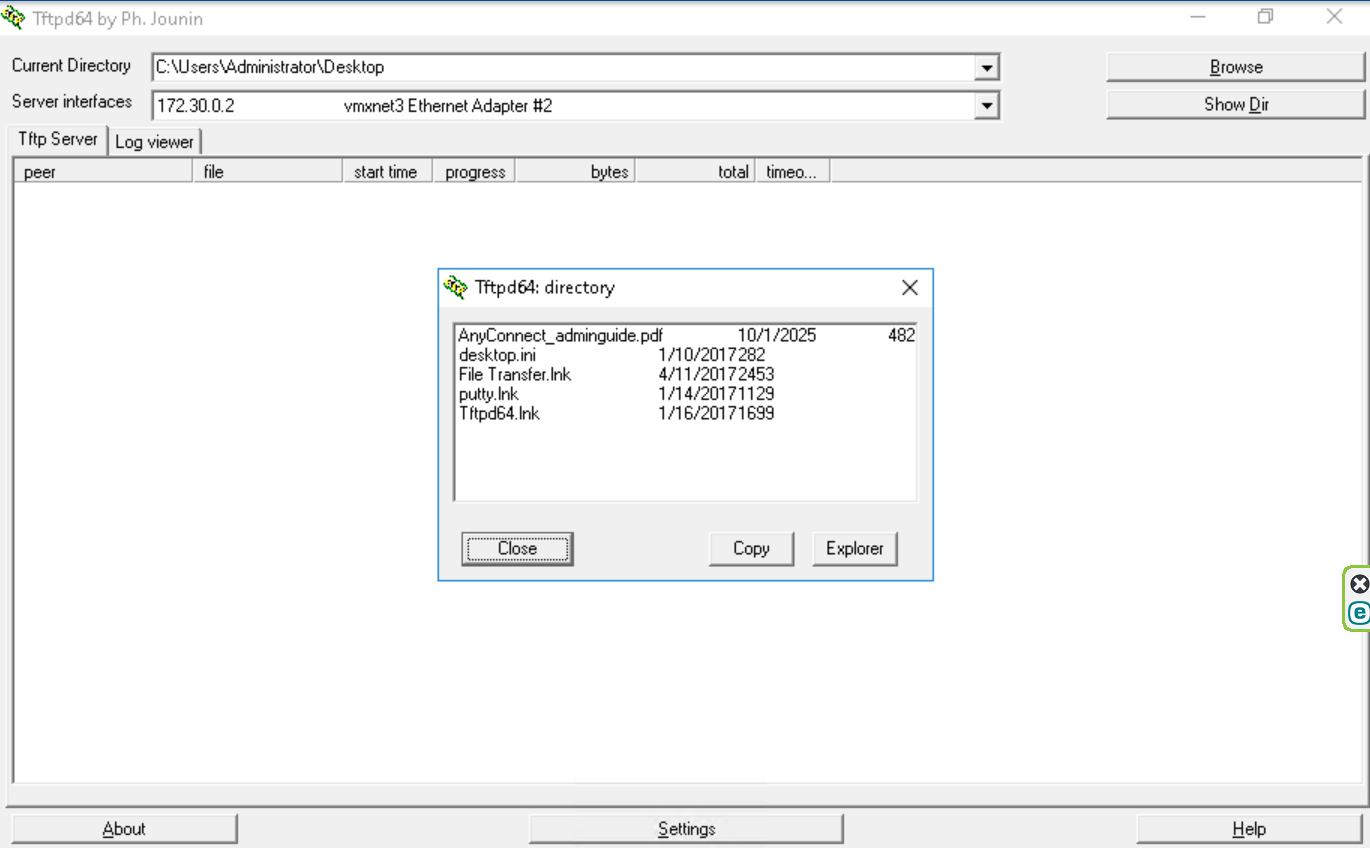 Tftpd64 by Ph. Jounin
Current Directory C:\Users\Administrator\Desktop Browse
Server interfaces 172.30.0.2 vmxnet3 Ethernet Adapter #2 Show Dir
Tftp Server Log viewer
peer file start time progress bytes total timeo...
Tftpd64: directory
AnyConnect_adminguide.pdf 10/1/2025 482
desktop.ini 1/10/2017282
File Transfer.lnk 4/11/20172453
putty.lnk 1/14/20171129
Tftpd64.lnk 1/16/20171699
Close Copy Explorer
e
About Settings Help